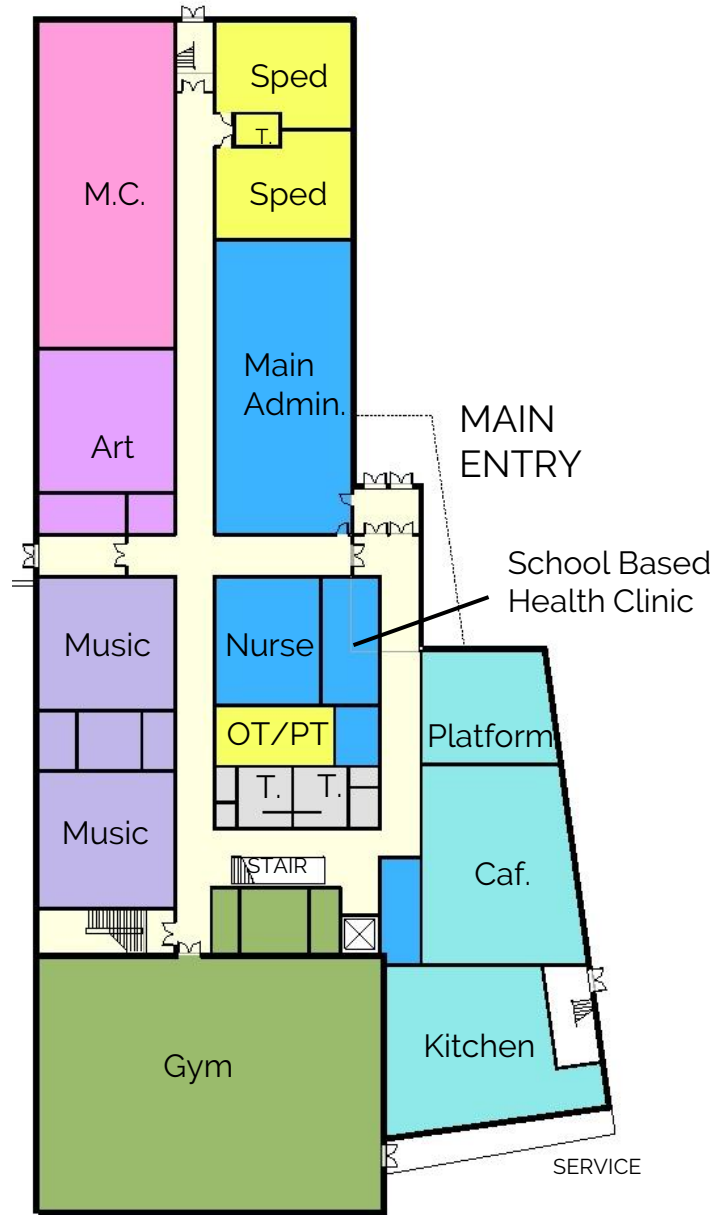 Sped
T.
M.C.
Sped
Main
Admin.
MAIN
ENTRY
Art
School Based
Health Clinic
Music
Nurse
OT/PT
Platform
T.
T.
Music
STAIR
Caf.
Kitchen
Gym
SERVICE